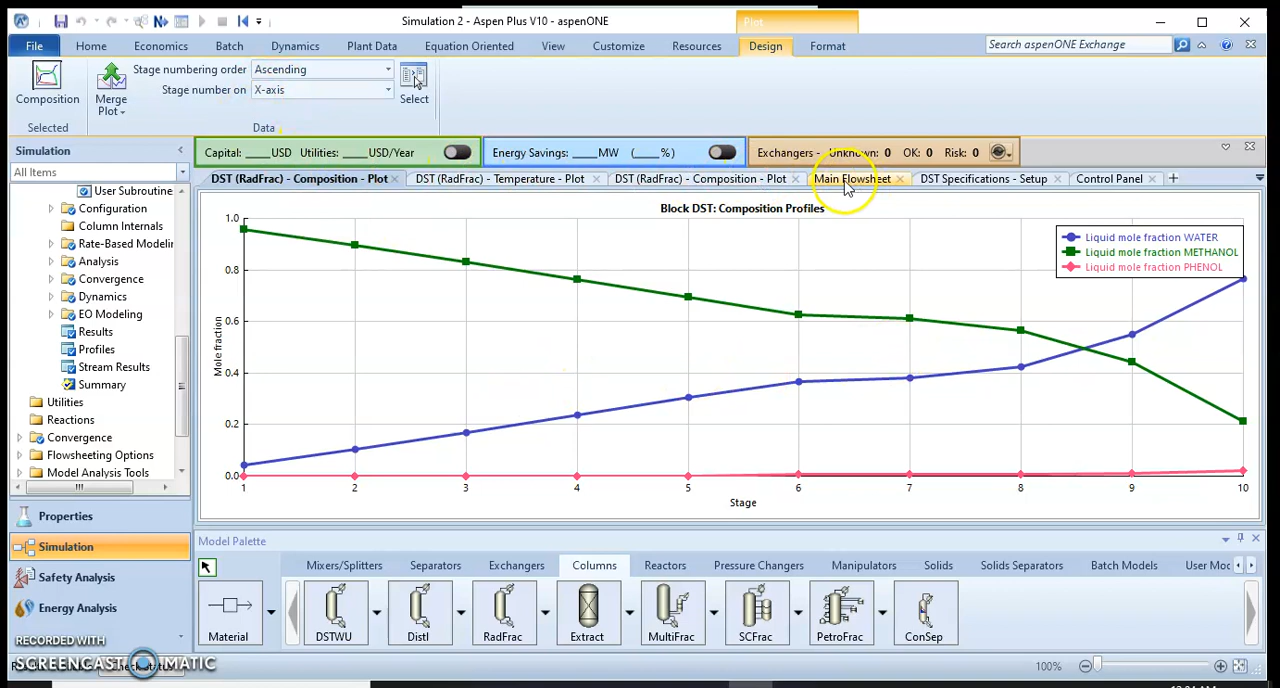 Simulation 2 - Aspen Plus V10 - aspenONE
Plot
File Home Economics Batch Dynamics Plant Data Equation Oriented View Customize Resources Design Format
Search aspenONE Exchange
Composition
Selected
Merge
Plot
Stage numbering order Ascending
Stage number on X-axis
Select
Data
Simulation
All Items
Capital: ____USD Utilities: ____USD/Year
Energy Savings: ____MW (____%)
Exchangers - Unknown: 0 OK: 0 Risk: 0
DST (RadFrac) - Composition - Plot
DST (RadFrac) - Temperature - Plot
DST (RadFrac) - Composition - Plot
Main Flowsheet
DST Specifications - Setup
Control Panel
User Subroutine
Configuration
Column Internals
Rate-Based Modelin
Analysis
Convergence
Dynamics
EO Modeling
Results
Profiles
Stream Results
Summary
Utilities
Reactions
Convergence
Flowsheeting Options
Model Analysis Tools
Properties
Simulation
Safety Analysis
Energy Analysis
Block DST: Composition Profiles
Liquid mole fraction WATER
Liquid mole fraction METHANOL
Liquid mole fraction PHENOL
Mole fraction
1.0
0.8
0.6
0.4
0.2
0.0
1 2 3 4 5 6 7 8 9 10
Stage
Model Palette
Mixers/Splitters Separators Exchangers Columns Reactors Pressure Changers Manipulators Solids Solids Separators Batch Models User Moc
Material DSTWU Distl RadFrac Extract MultiFrac SCFrac PetroFrac ConSep
RECORDED WITH
SCREENCAST MATIC
100%